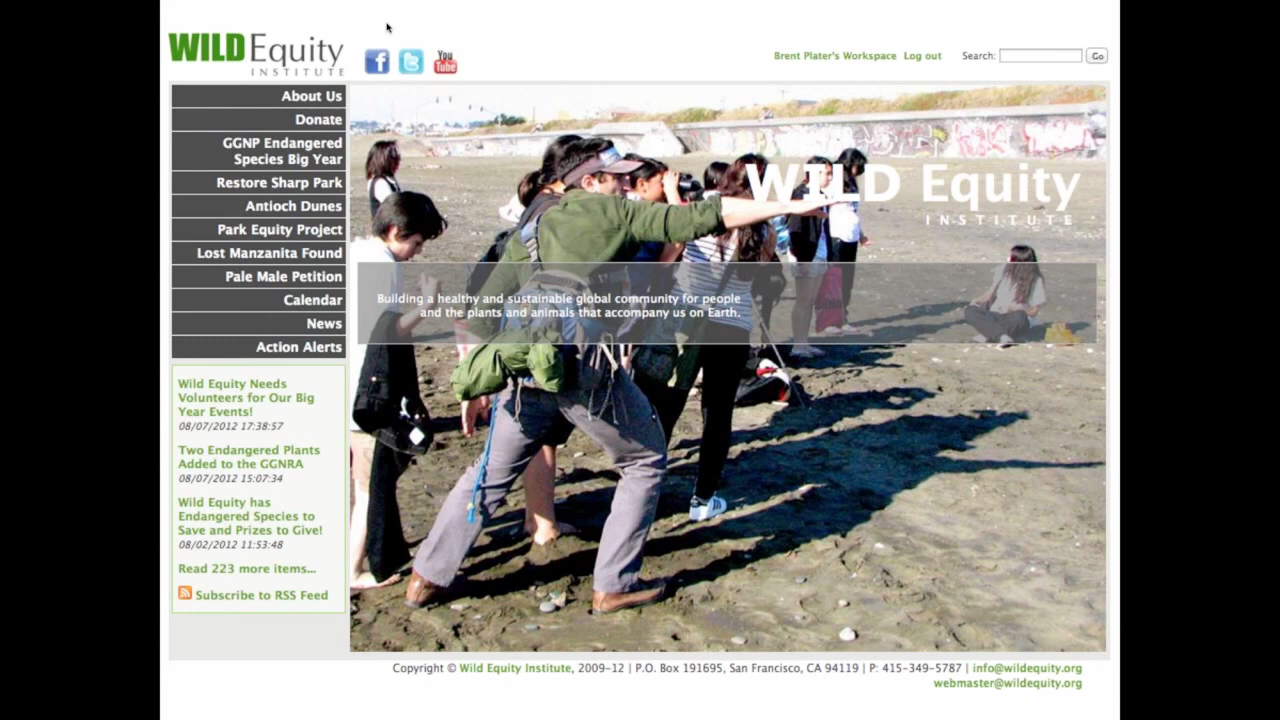 WILD Equity
INSTITUTE
You
Tube
Brent Plater's Workspace Log out Search: Go
About Us
Donate
GGNP Endangered
Species Big Year
Restore Sharp Park
Antioch Dunes
Park Equity Project
Lost Manzanita Found
Pale Male Petition
Calendar
News
Action Alerts
Wild Equity Needs
Volunteers for Our Big
Year Events!
08/07/2012 17:38:57
Two Endangered Plants
Added to the GGNRA
08/07/2012 15:07:34
Wild Equity has
Endangered Species to
Save and Prizes to Give!
08/02/2012 11:53:48
Read 223 more items...
Subscribe to RSS Feed
WILD Equity
INSTITUTE
Building a healthy and sustainable global community for people
and the plants and animals that accompany us on Earth.
Copyright © Wild Equity Institute, 2009-12 | P.O. Box 191695, San Francisco, CA 94119 | P: 415-349-5787 | info@wildequity.org
webmaster@wildequity.org